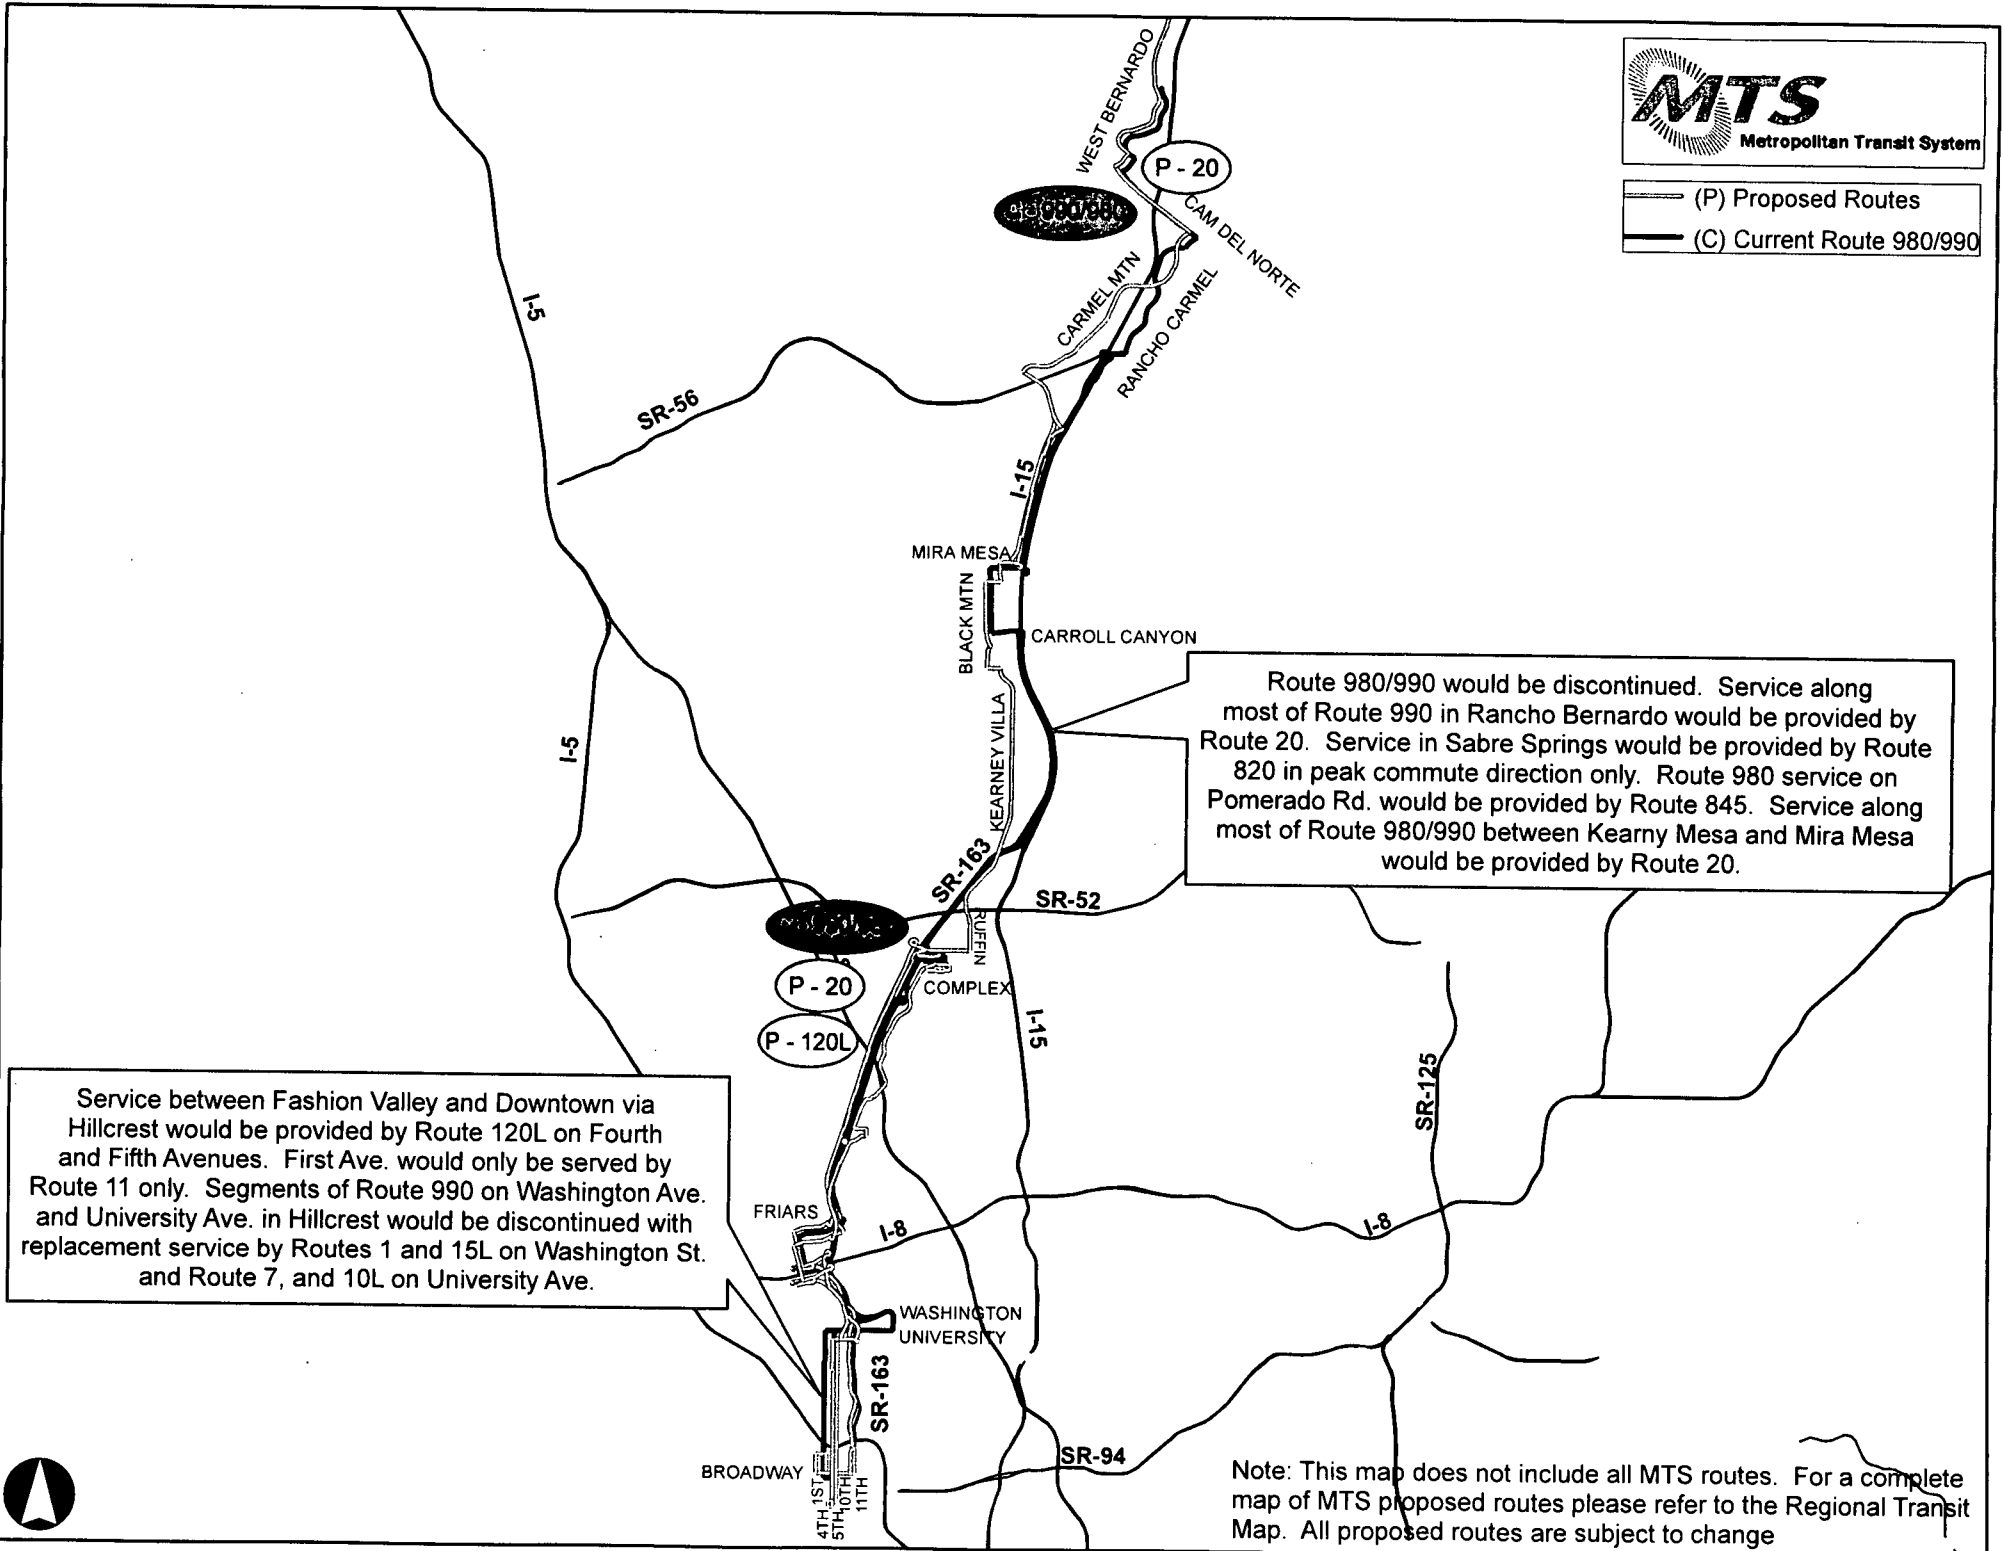 MTS
Metropolitan Transit System
(P) Proposed Routes
(C) Current Route 980/990
WEST BERNARDO
P - 20
990/980
CAM DEL NORTE
CARMEL MTN
RANCHO CARMEL
I-5
SR-56
I-15
MIRA MESA
BLACK MTN
CARROLL CANYON
KEARNEY VILLA
I-5
Route 980/990 would be discontinued. Service along
most of Route 990 in Rancho Bernardo would be provided by
Route 20. Service in Sabre Springs would be provided by Route
820 in peak commute direction only. Route 980 service on
Pomerado Rd. would be provided by Route 845. Service along
most of Route 980/990 between Kearny Mesa and Mira Mesa
would be provided by Route 20.
SR-163
SR-52
RUFFIN
COMPLEX
P - 20
P - 120L
I-15
SR-125
Service between Fashion Valley and Downtown via
Hillcrest would be provided by Route 120L on Fourth
and Fifth Avenues. First Ave. would only be served by
Route 11 only. Segments of Route 990 on Washington Ave.
and University Ave. in Hillcrest would be discontinued with
replacement service by Routes 1 and 15L on Washington St.
and Route 7, and 10L on University Ave.
FRIARS
I-8
I-8
WASHINGTON
UNIVERSITY
SR-163
BROADWAY
1ST
4TH
5TH
10TH
11TH
SR-94
Note: This map does not include all MTS routes. For a complete
map of MTS proposed routes please refer to the Regional Transit
Map. All proposed routes are subject to change